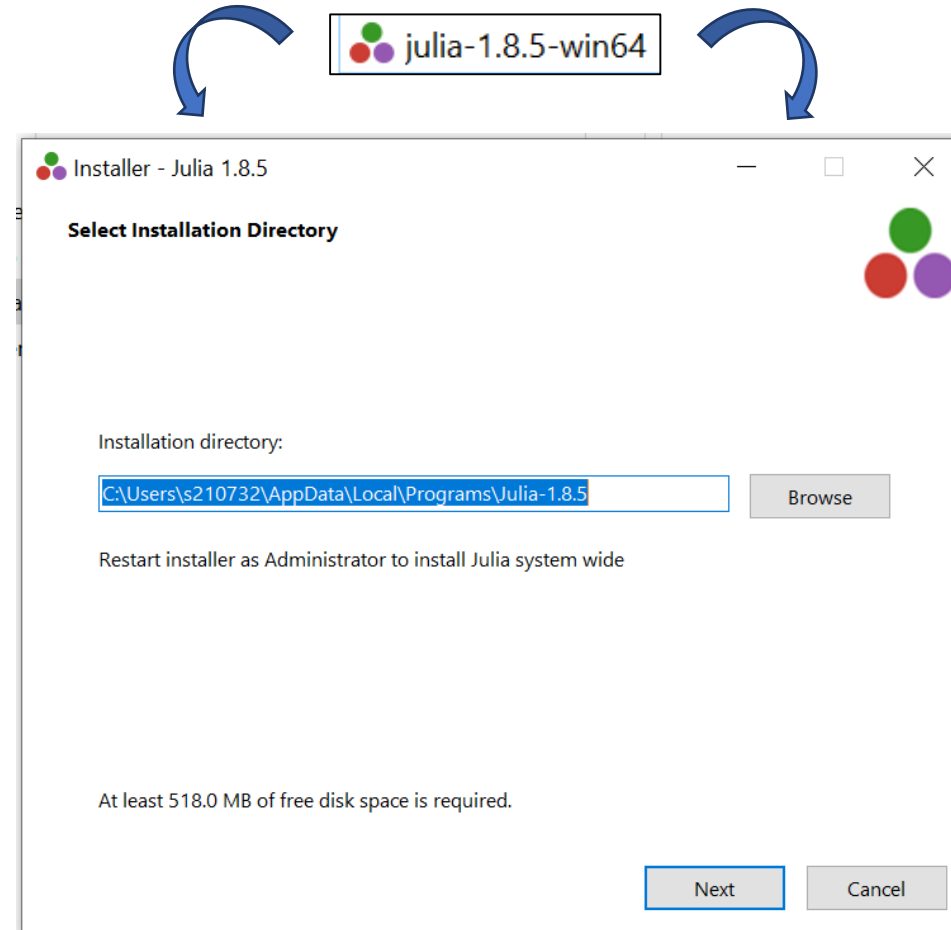 julia-1.8.5-win64
Installer - Julia 1.8.5
Select Installation Directory
Installation directory:
C:\Users\s210732\AppData\Local\Programs\Julia-1.8.5
Browse
Restart installer as Administrator to install Julia system wide
At least 518.0 MB of free disk space is required.
Next
Cancel